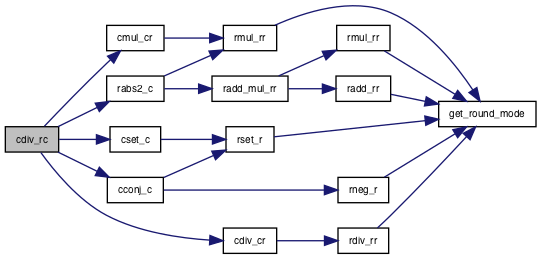 cmul_cr
rmul_rr
rmul_rr
rabs2_c
radd_mul_rr
radd_rr
get_round_mode
cdiv_rc
cset_c
rset_r
cconj_c
rneg_r
cdiv_cr
rdiv_rr